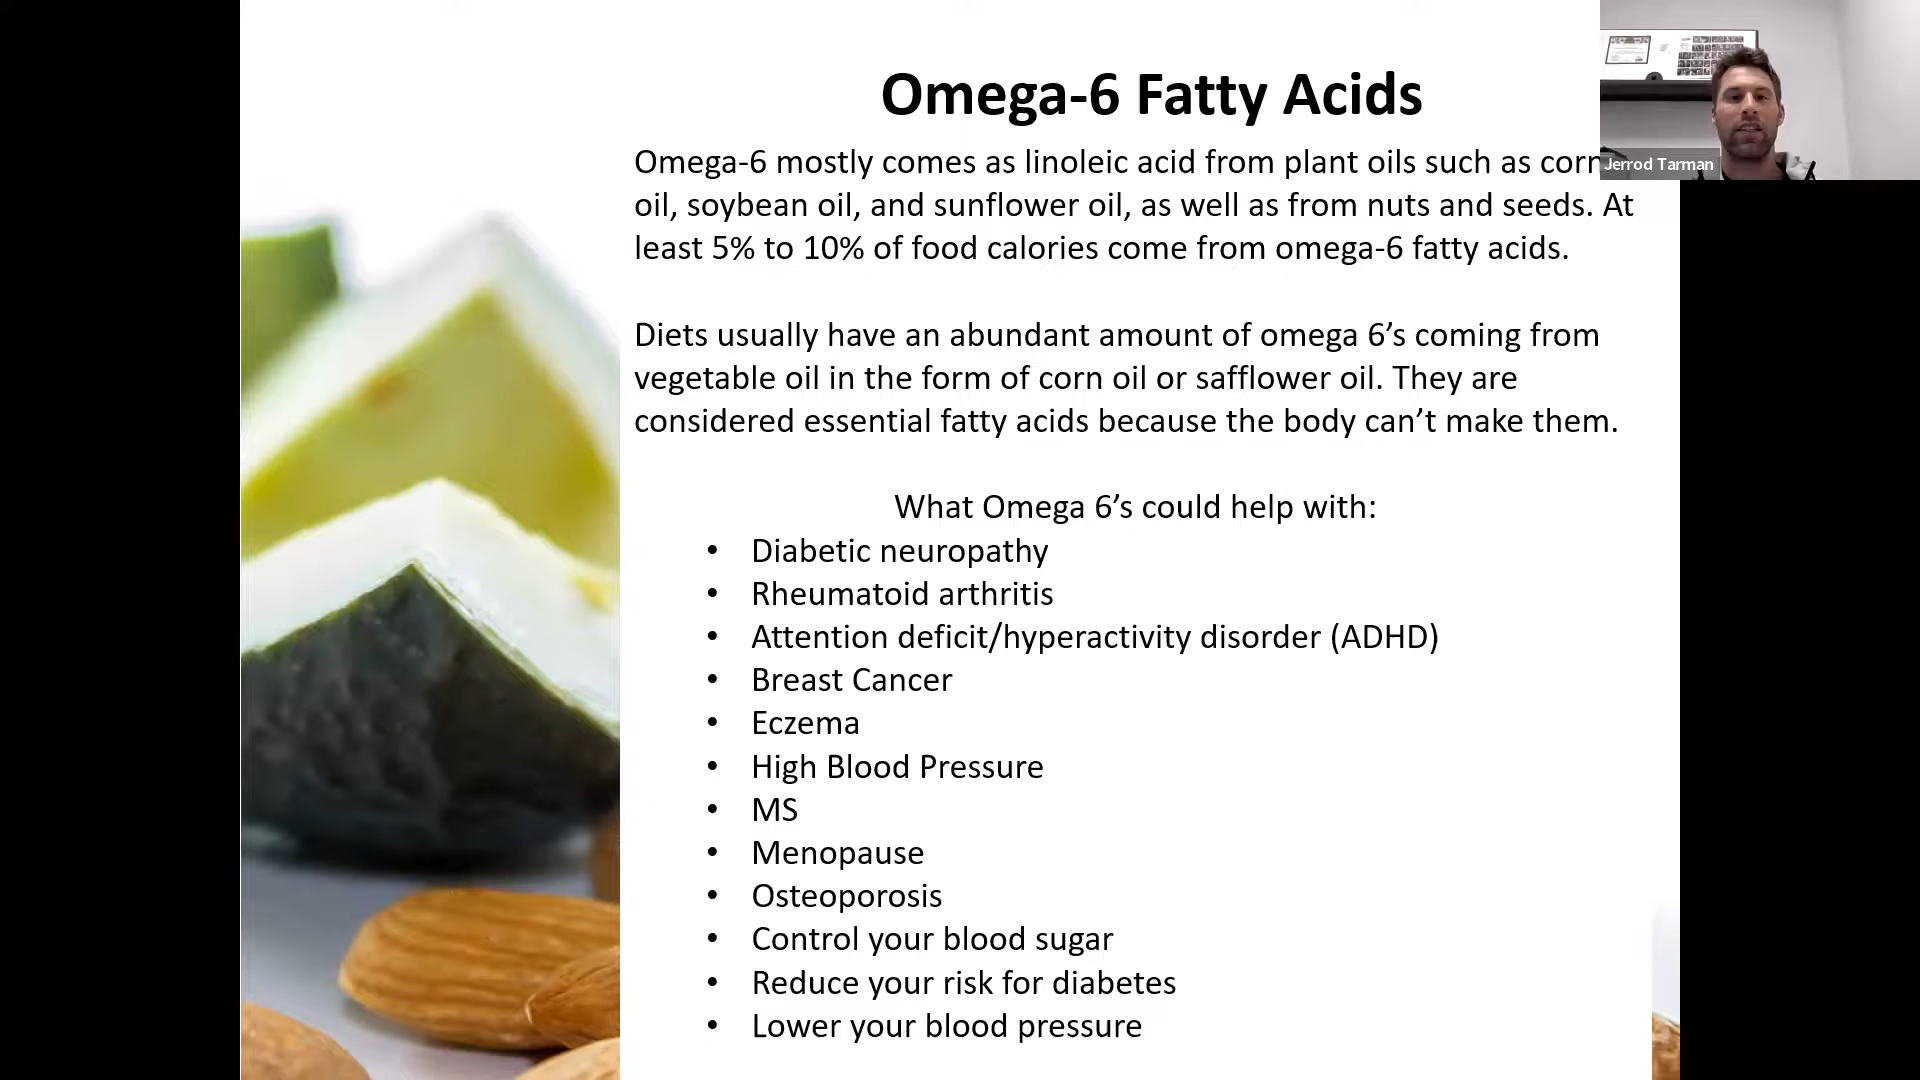 Omega-6 Fatty Acids
Omega-6 mostly comes as linoleic acid from plant oils such as corn
oil, soybean oil, and sunflower oil, as well as from nuts and seeds. At
least 5% to 10% of food calories come from omega-6 fatty acids.
Diets usually have an abundant amount of omega 6’s coming from
vegetable oil in the form of corn oil or safflower oil. They are
considered essential fatty acids because the body can’t make them.
What Omega 6’s could help with:
• Diabetic neuropathy
• Rheumatoid arthritis
• Attention deficit/hyperactivity disorder (ADHD)
• Breast Cancer
• Eczema
• High Blood Pressure
• MS
• Menopause
• Osteoporosis
• Control your blood sugar
• Reduce your risk for diabetes
• Lower your blood pressure
Jerrod Tarman